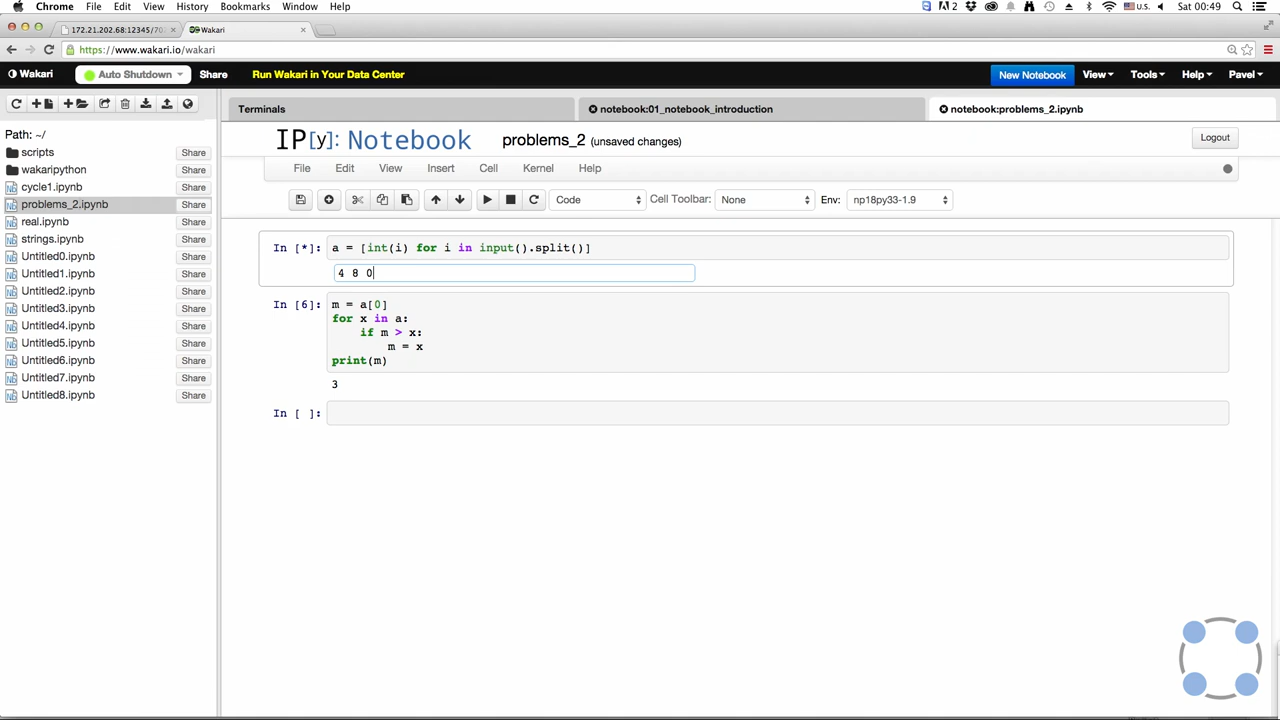 Chrome File Edit View History Bookmarks Window Help 2 U.S. Sat 00:49
172.21.202.68:12345/70 Wakari
https://www.wakari.io/wakari
Wakari Auto Shutdown Share Run Wakari in Your Data Center New Notebook View Tools Help Pavel
Terminals notebook:01_notebook_introduction notebook:problems_2.ipynb
Path: ~/
scripts Share
wakaripython Share
cycle1.ipynb Share
problems_2.ipynb Share
real.ipynb Share
strings.ipynb Share
Untitled0.ipynb Share
Untitled1.ipynb Share
Untitled2.ipynb Share
Untitled3.ipynb Share
Untitled4.ipynb Share
Untitled5.ipynb Share
Untitled6.ipynb Share
Untitled7.ipynb Share
Untitled8.ipynb Share
IP[y]: Notebook problems_2 (unsaved changes) Logout
File Edit View Insert Cell Kernel Help
Code Cell Toolbar: None Env: np18py33-1.9
In [*]: a = [int(i) for i in input().split()]
4 8 0
In [6]: m = a[0]
for x in a:
if m > x:
m = x
print(m)
3
In [ ]: